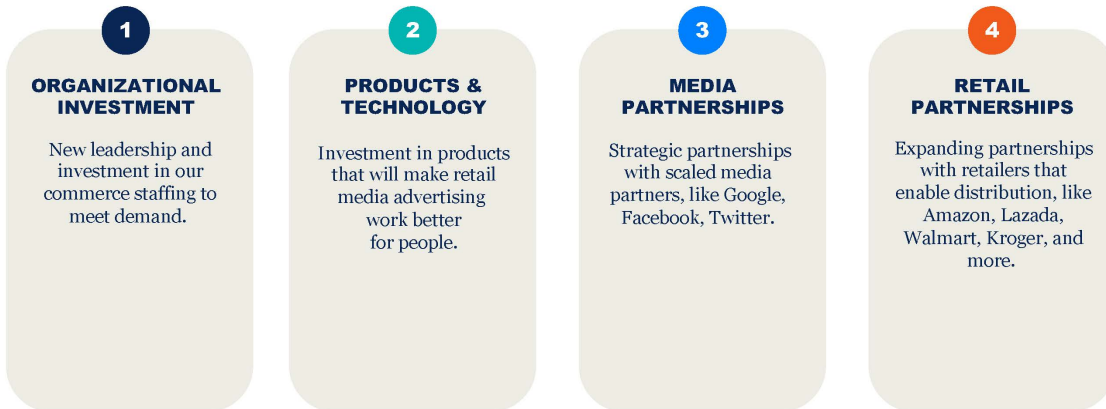 1
ORGANIZATIONAL
INVESTMENT
New leadership and
investment in our
commerce staffing to
meet demand.
2
PRODUCTS &
TECHNOLOGY
Investment in products
that will make retail
media advertising
work better
for people.
3
MEDIA
PARTNERSHIPS
Strategic partnerships
with scaled media
partners, like Google,
Facebook, Twitter.
4
RETAIL
PARTNERSHIPS
Expanding partnerships
with retailers that
enable distribution, like
Amazon, Lazada,
Walmart, Kroger, and
more.